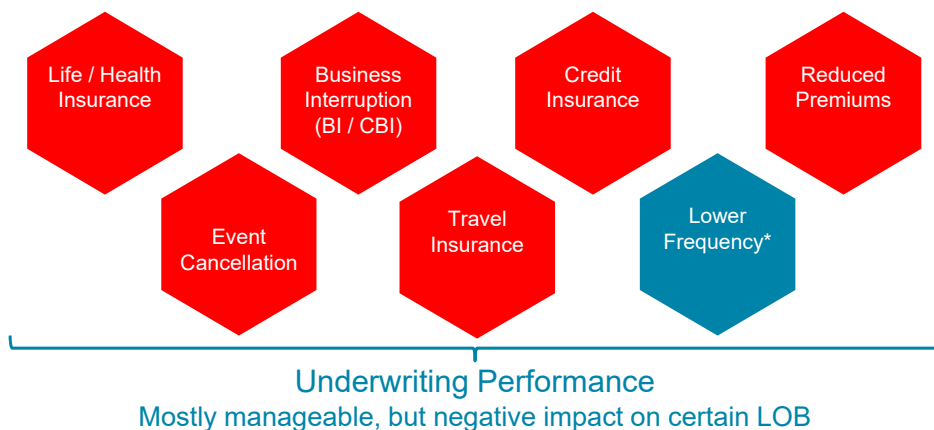 Life / Health
Insurance
Business
Interruption
(BI / CBI)
Credit
Insurance
Reduced
Premiums
Event
Cancellation
Travel
Insurance
Lower
Frequency*
Underwriting Performance
Mostly manageable, but negative impact on certain LOB